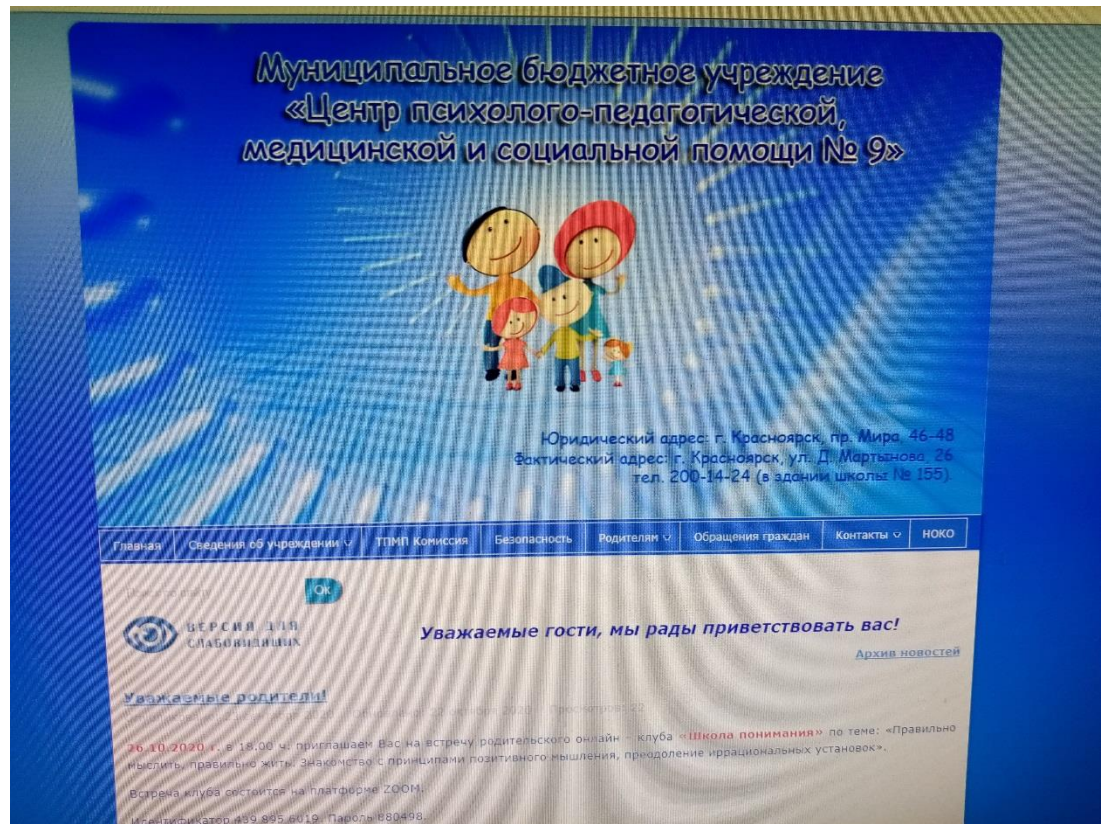 Муниципальное бюджетное учреждение
«Центр психолого-педагогической,
медицинской и социальной помощи № 9»
Юридический адрес: г. Красноярск, пр. Мира, 46-48
Фактический адрес: г. Красноярск, ул. Д. Мартынова, 26
тел. 200-14-24 (в здании школы № 155)
Главная Сведения об учреждении ТПМП Комиссия Безопасность Родителям Обращения граждан Контакты НОКО
Ок
ВЕРСИЯ ДЛЯ
СЛАБОВИДЯЩИХ
Уважаемые гости, мы рады приветствовать вас!
Архив новостей
Уважаемые родители!
2020 Просмотров: 22
26.10.2020 г. в 18.00 ч. приглашаем Вас на встречу родительского онлайн - клуба «Школа понимания» по теме: «Правильно
мыслить, правильно жить. Знакомство с принципами позитивного мышления, преодоление иррациональных установок».
Встреча клуба состоится на платформе ZOOM.
Идентификатор 439 895 6019. Пароль 880498.